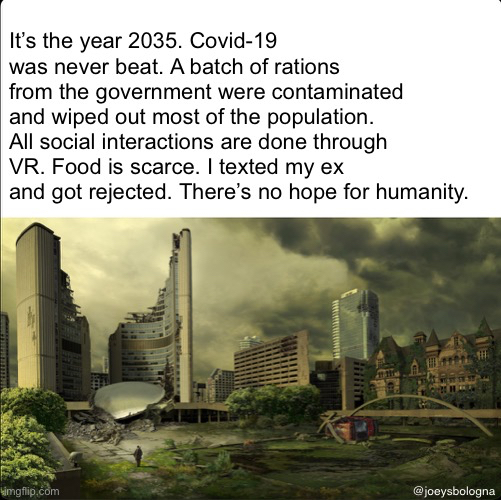 It’s the year 2035. Covid-19
was never beat. A batch of rations
from the government were contaminated
and wiped out most of the population.
All social interactions are done through
VR. Food is scarce. I texted my ex
and got rejected. There’s no hope for humanity.
imgflip.com
@joeysbologna